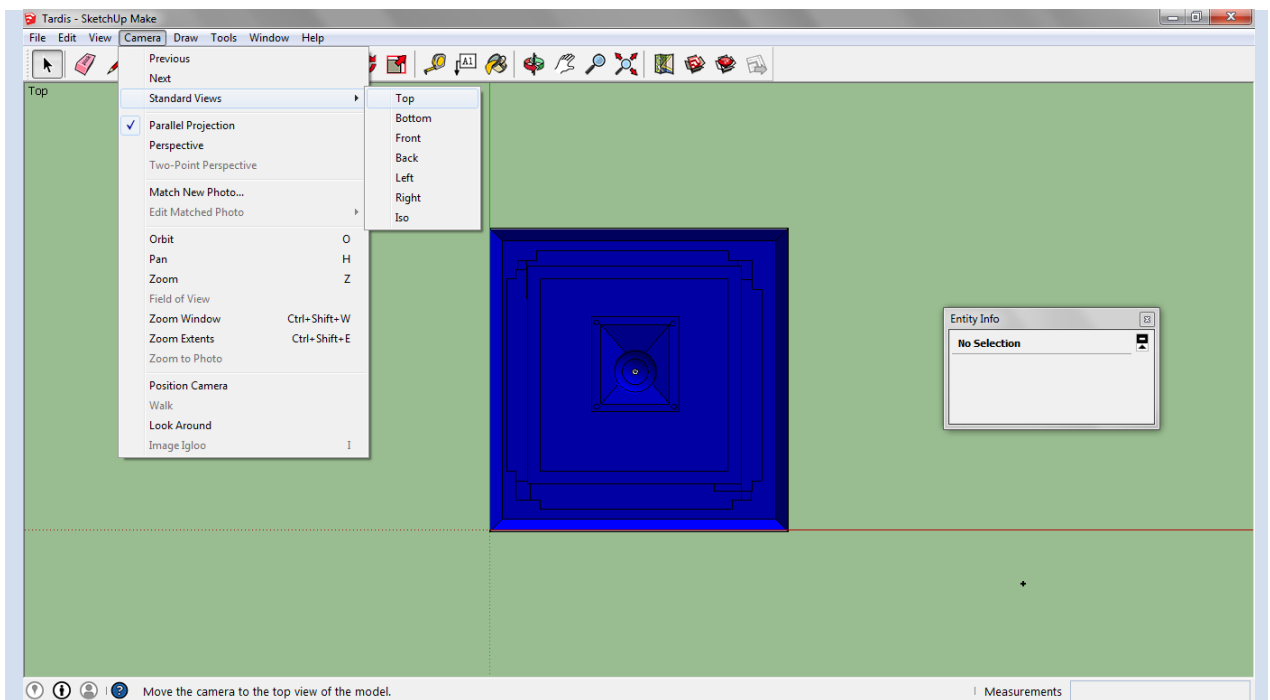 Tardis - SketchUp Make
File Edit View Camera Draw Tools Window Help
A1
Top
Previous
Next
Standard Views
Parallel Projection
Perspective
Two-Point Perspective
Match New Photo...
Edit Matched Photo
Orbit O
Pan H
Zoom Z
Field of View
Zoom Window Ctrl+Shift+W
Zoom Extents Ctrl+Shift+E
Zoom to Photo
Position Camera
Walk
Look Around
Image Igloo I
Top
Bottom
Front
Back
Left
Right
Iso
Entity Info
No Selection
Move the camera to the top view of the model.
Measurements